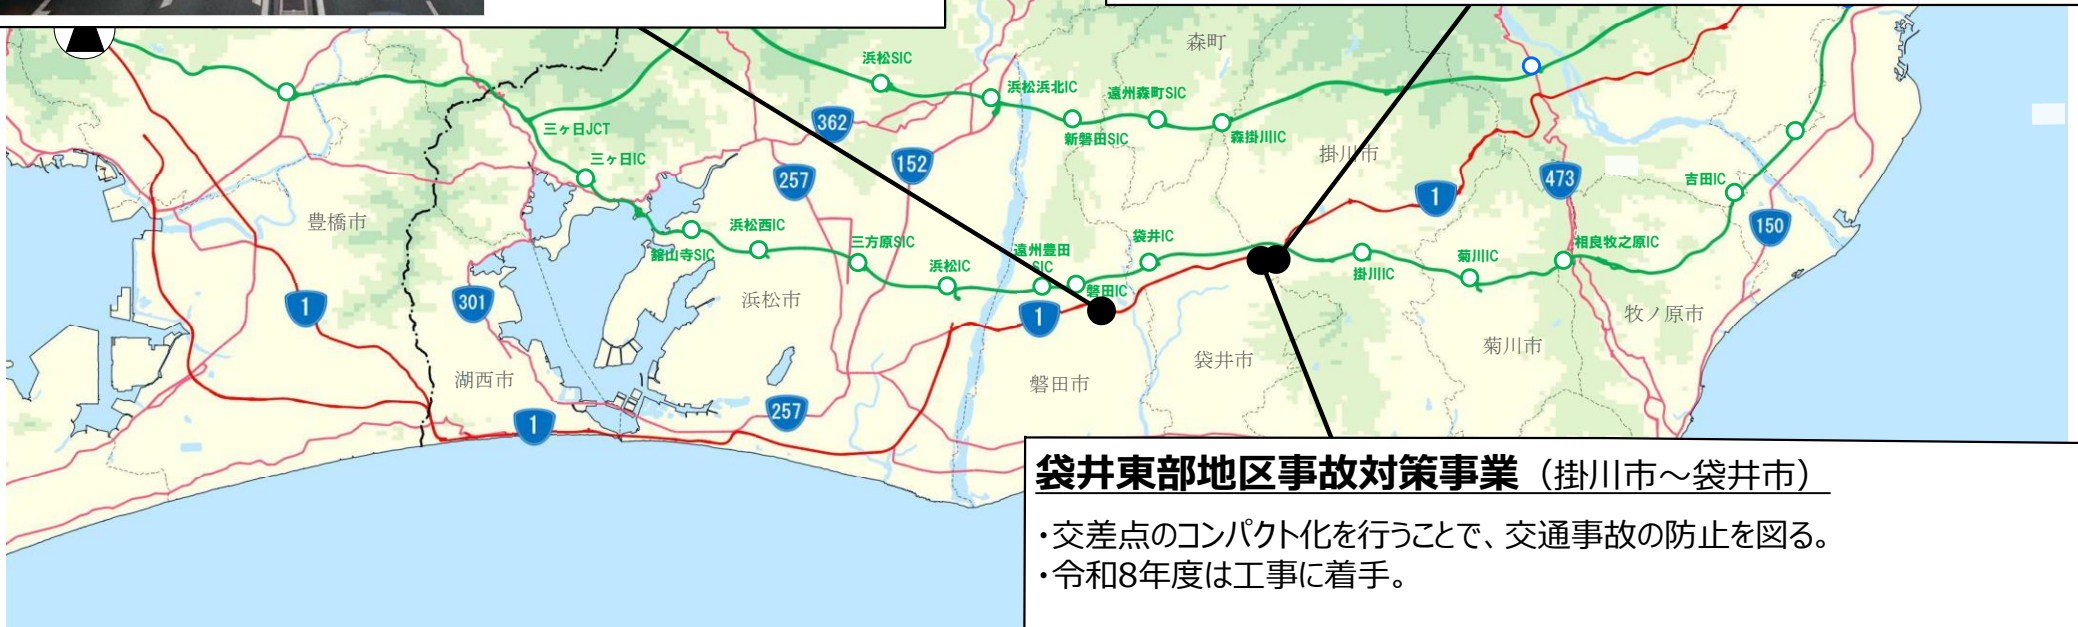 森町
浜松SIC
浜松浜北IC
遠州森町SIC
新磐田SIC
森掛川IC
362
三ヶ日JCT
三ヶ日IC
152
257
掛川市
1
473
吉田IC
150
豊橋市
浜松西IC
舘山寺SIC
三方原SIC
浜松IC
遠州豊田
SIC
磐田IC
袋井IC
掛川IC
菊川IC
相良牧之原IC
1
301
浜松市
1
牧ノ原市
菊川市
袋井市
磐田市
湖西市
257
1
袋井東部地区事故対策事業（掛川市～袋井市）
・交差点のコンパクト化を行うことで、交通事故の防止を図る。
・令和8年度は工事に着手。